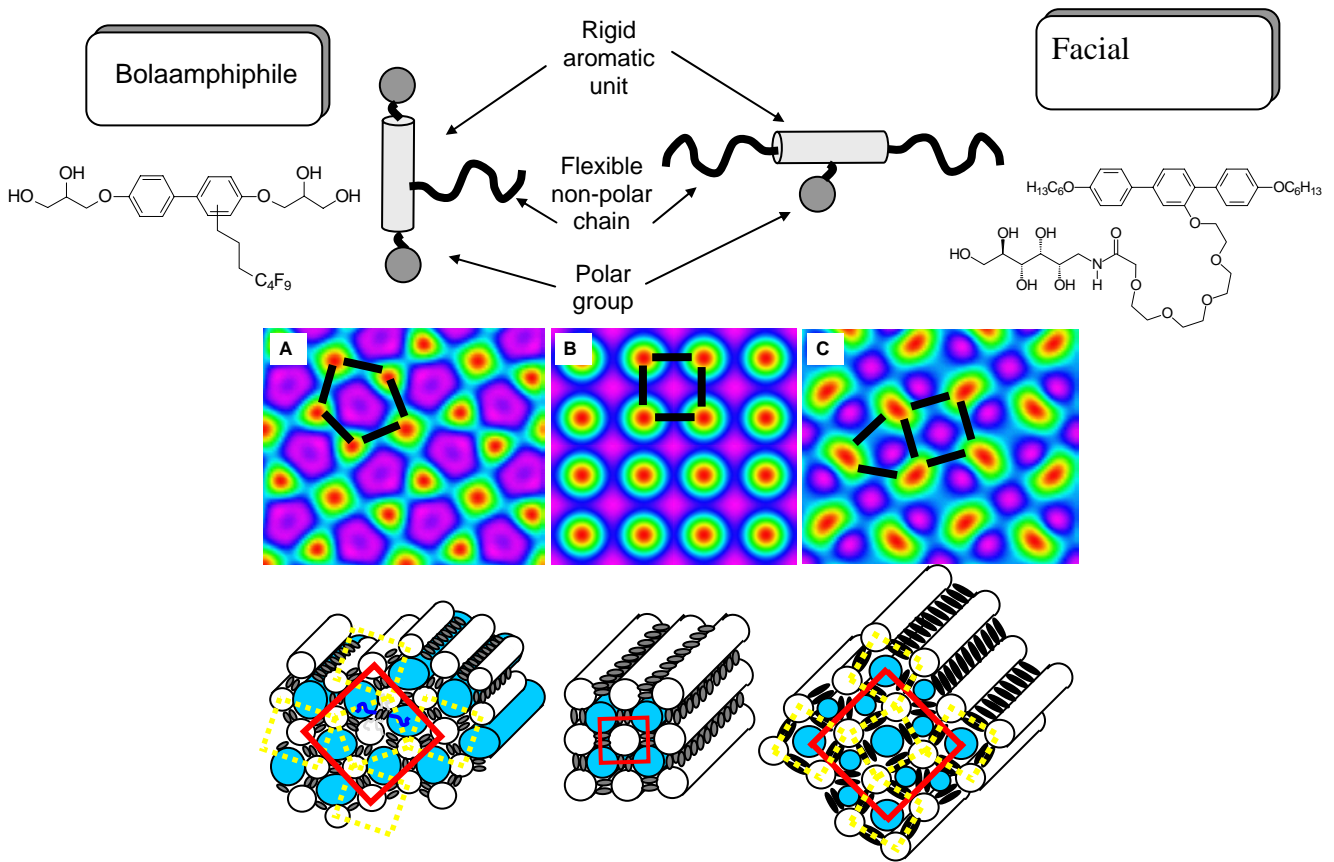 Bolaamphiphile
Rigid
aromatic
unit
Facial
Flexible
non-polar
chain
Polar
group
OH
HO
O
O
OH
OH
C4F9
H13C6O
OC6H13
O
OH
OH
OH
O
HO
N
H
OH
OH
O
O
O
O
A
B
C